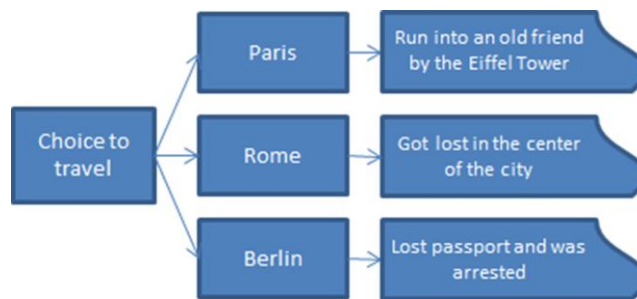 Choice to
travel
Paris
Run into an old friend
by the Eiffel Tower
Rome
Got lost in the center
of the city
Berlin
Lost passport and was
arrested